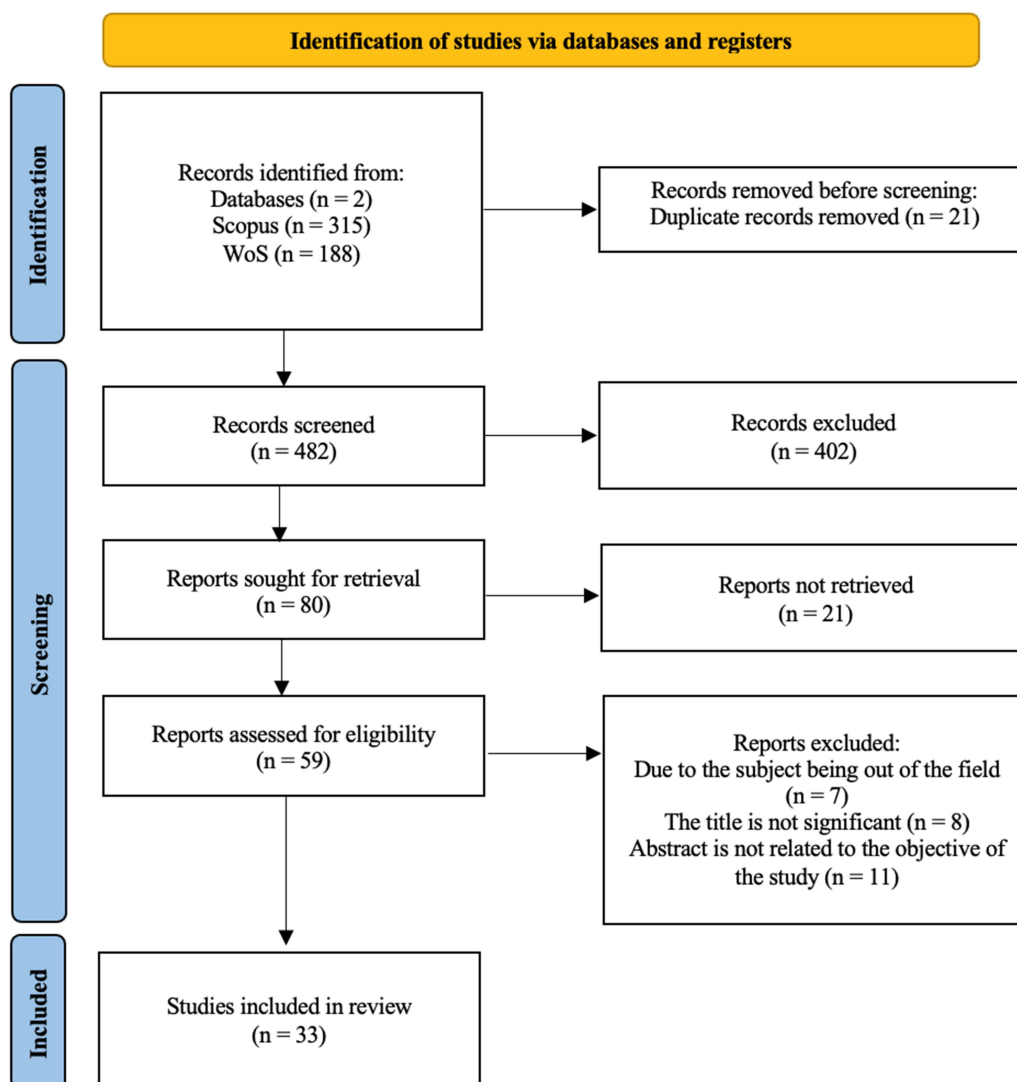 Identification of studies via databases and registers
Identification
Records identified from:
Databases (n = 2)
Scopus (n = 315)
WoS (n = 188)
Records removed before screening:
Duplicate records removed (n = 21)
Screening
Records screened
(n = 482)
Records excluded
(n = 402)
Reports sought for retrieval
(n = 80)
Reports not retrieved
(n = 21)
Reports assessed for eligibility
(n = 59)
Reports excluded:
Due to the subject being out of the field
(n = 7)
The title is not significant (n = 8)
Abstract is not related to the objective of
the study (n = 11)
Included
Studies included in review
(n = 33)